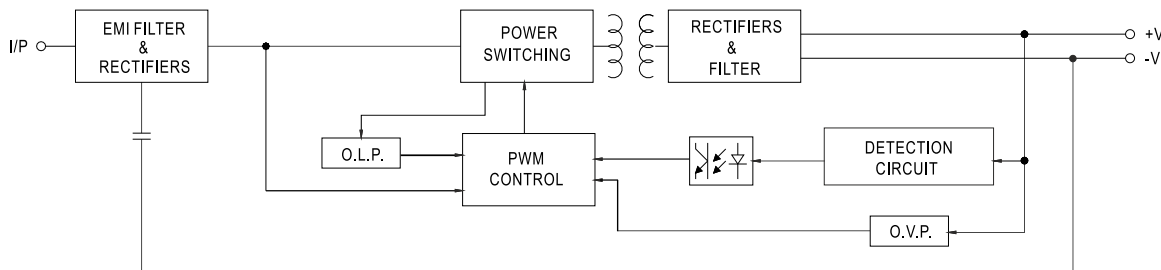 I/P
EMI FILTER
&
RECTIFIERS
POWER
SWITCHING
RECTIFIERS
&
FILTER
+V
-V
O.L.P.
PWM
CONTROL
DETECTION
CIRCUIT
O.V.P.